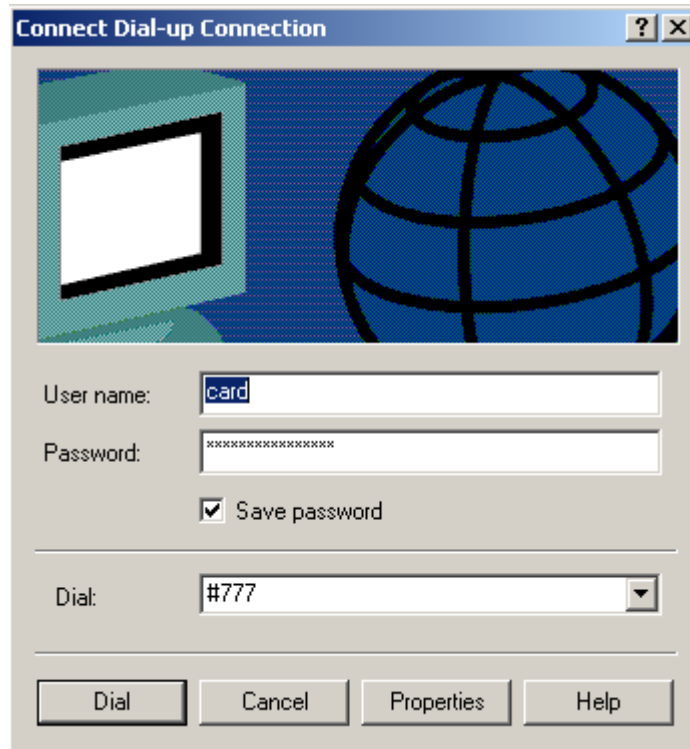 Connect Dial-up Connection
User name: card
Password: ****************
Save password
Dial: #777
Dial Cancel Properties Help